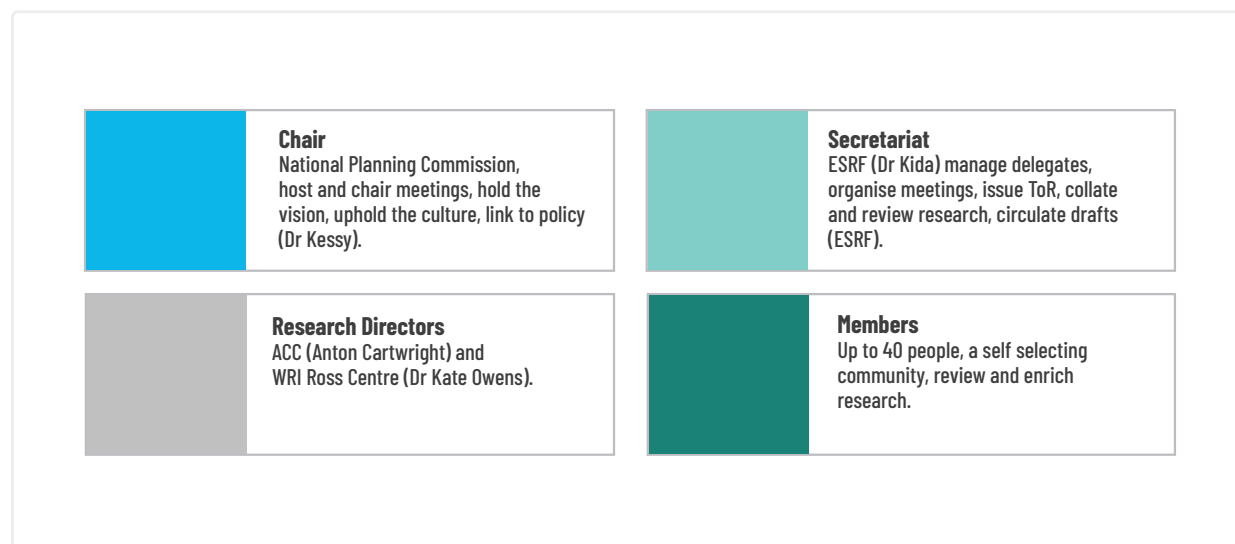 Chair
National Planning Commission,
host and chair meetings, hold the
vision, uphold the culture, link to policy
(Dr Kessy).
Secretariat
ESRF (Dr Kida) manage delegates,
organise meetings, issue ToR, collate
and review research, circulate drafts
(ESRF).
Research Directors
ACC (Anton Cartwright) and
WRI Ross Centre (Dr Kate Owens).
Members
Up to 40 people, a self selecting
community, review and enrich
research.